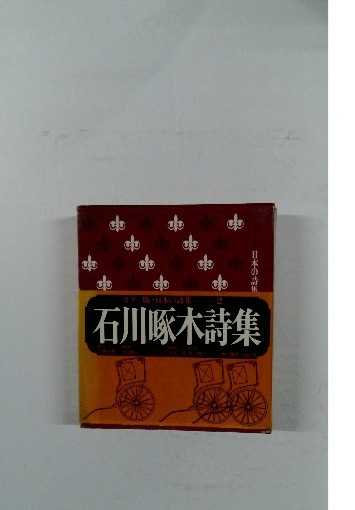 日本の詩集
カラー版・日本の詩集 2
石川啄木詩集